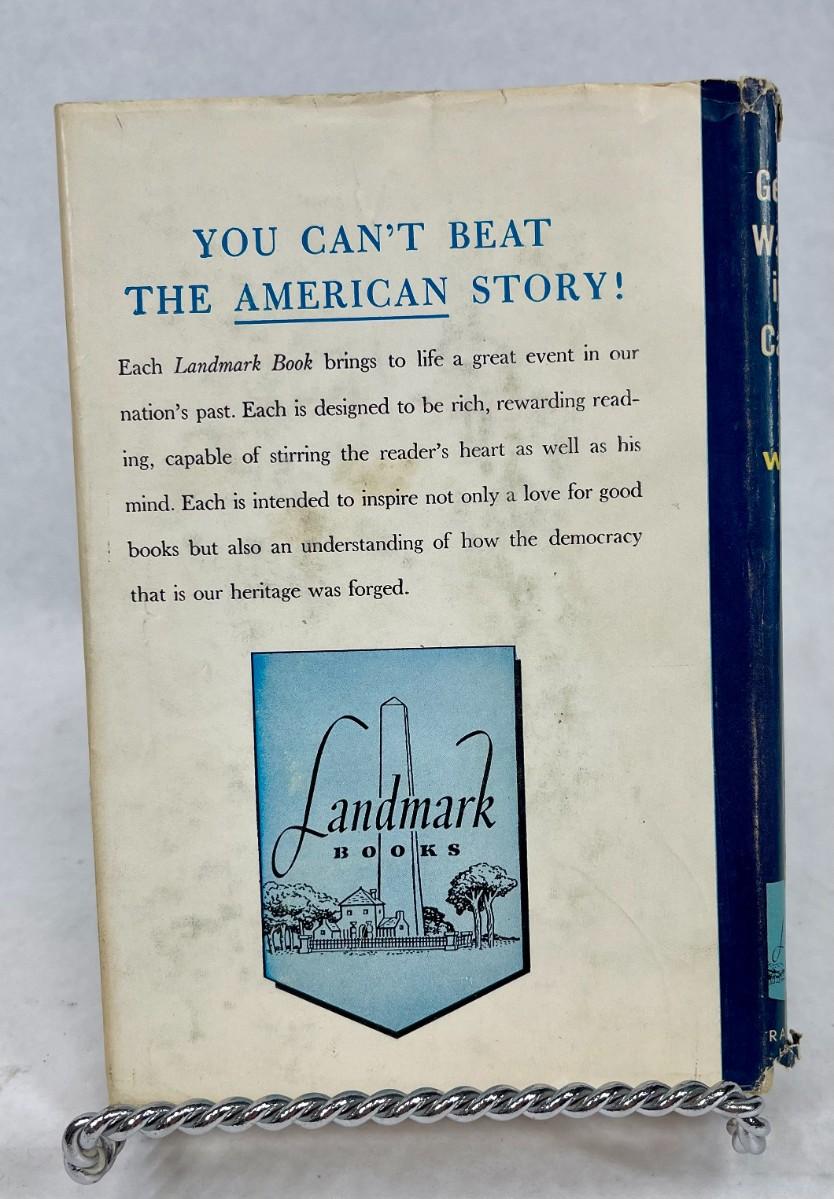 YOU CAN'T BEAT
THE AMERICAN STORY!
Each Landmark Book brings to life a great event in our
nation's past. Each is designed to be rich, rewarding read-
ing, capable of stirring the reader's heart as well as his
mind. Each is intended to inspire not only a love for good
books but also an understanding of how the democracy
that is our heritage was forged.
Landmark
BOOKS